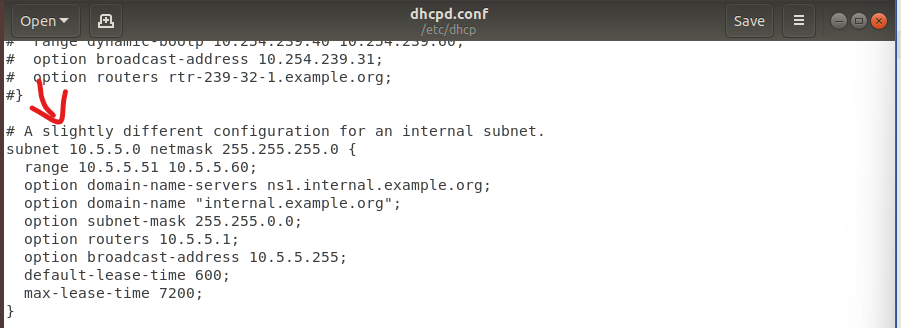 Open
dhcpd.conf
/etc/dhcp
Save
#  range dynamic-bootp 10.254.239.40 10.254.239.60;
#  option broadcast-address 10.254.239.31;
#  option routers rtr-239-32-1.example.org;
#}
# A slightly different configuration for an internal subnet.
subnet 10.5.5.0 netmask 255.255.255.0 {
  range 10.5.5.51 10.5.5.60;
  option domain-name-servers ns1.internal.example.org;
  option domain-name "internal.example.org";
  option subnet-mask 255.255.0.0;
  option routers 10.5.5.1;
  option broadcast-address 10.5.5.255;
  default-lease-time 600;
  max-lease-time 7200;
}